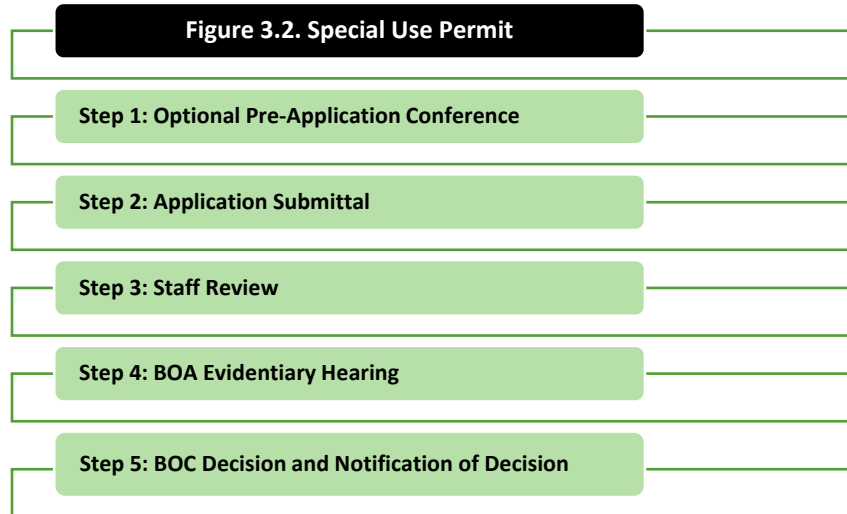 Figure 3.2. Special Use Permit
Step 1: Optional Pre-Application Conference
Step 2: Application Submittal
Step 3: Staff Review
Step 4: BOA Evidentiary Hearing
Step 5: BOC Decision and Notification of Decision